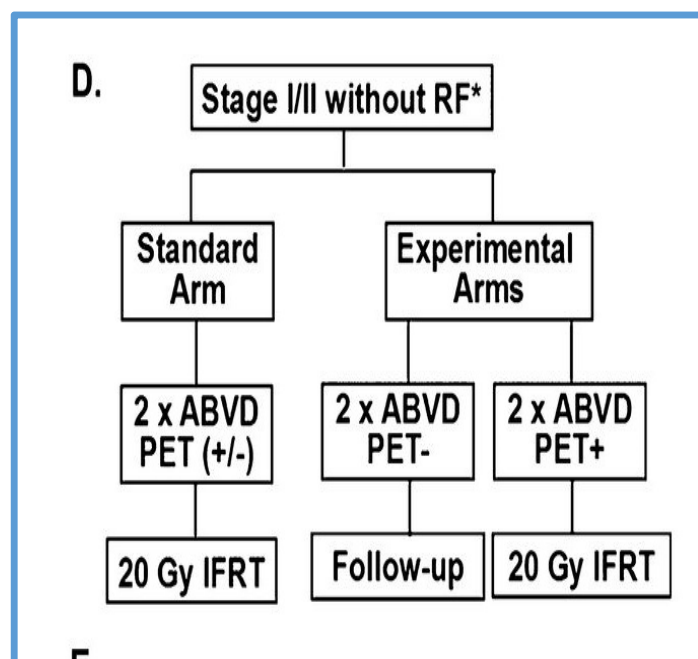 D.
Stage I/II without RF*
Standard
Arm
Experimental
Arms
2 x ABVD
PET (+/-)
2 x ABVD
PET-
2 x ABVD
PET+
20 Gy IFRT
Follow-up
20 Gy IFRT